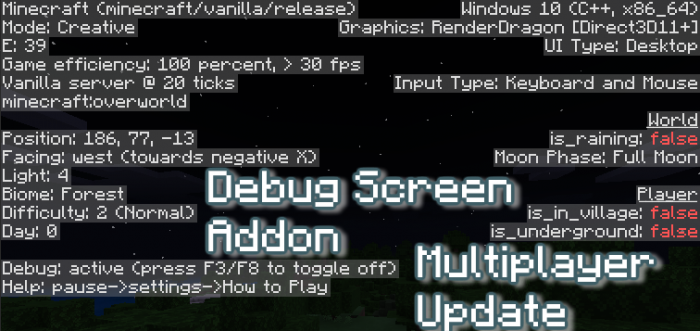 Minecraft (minecraft/vanilla/release)
Mode: Creative
E: 39
Game efficiency: 100 percent, > 30 fps
Vanilla server @ 20 ticks
minecraft:overworld
Position: 186, 77, -13
Facing: west (towards negative X)
Light: 4
Biome: Forest
Difficulty: 2 (Normal)
Day: 0
Debug: active (press F3/F8 to toggle off)
Help: pause->settings->How to Play
Windows 10 (C++, x86_64)
Graphics: RenderDragon [Direct3D11+]
UI Type: Desktop
Input Type: Keyboard and Mouse
World
is_raining: false
Moon Phase: Full Moon
Player
is_in_village: false
is_underground: false
Debug Screen
Addon
Multiplayer
Update